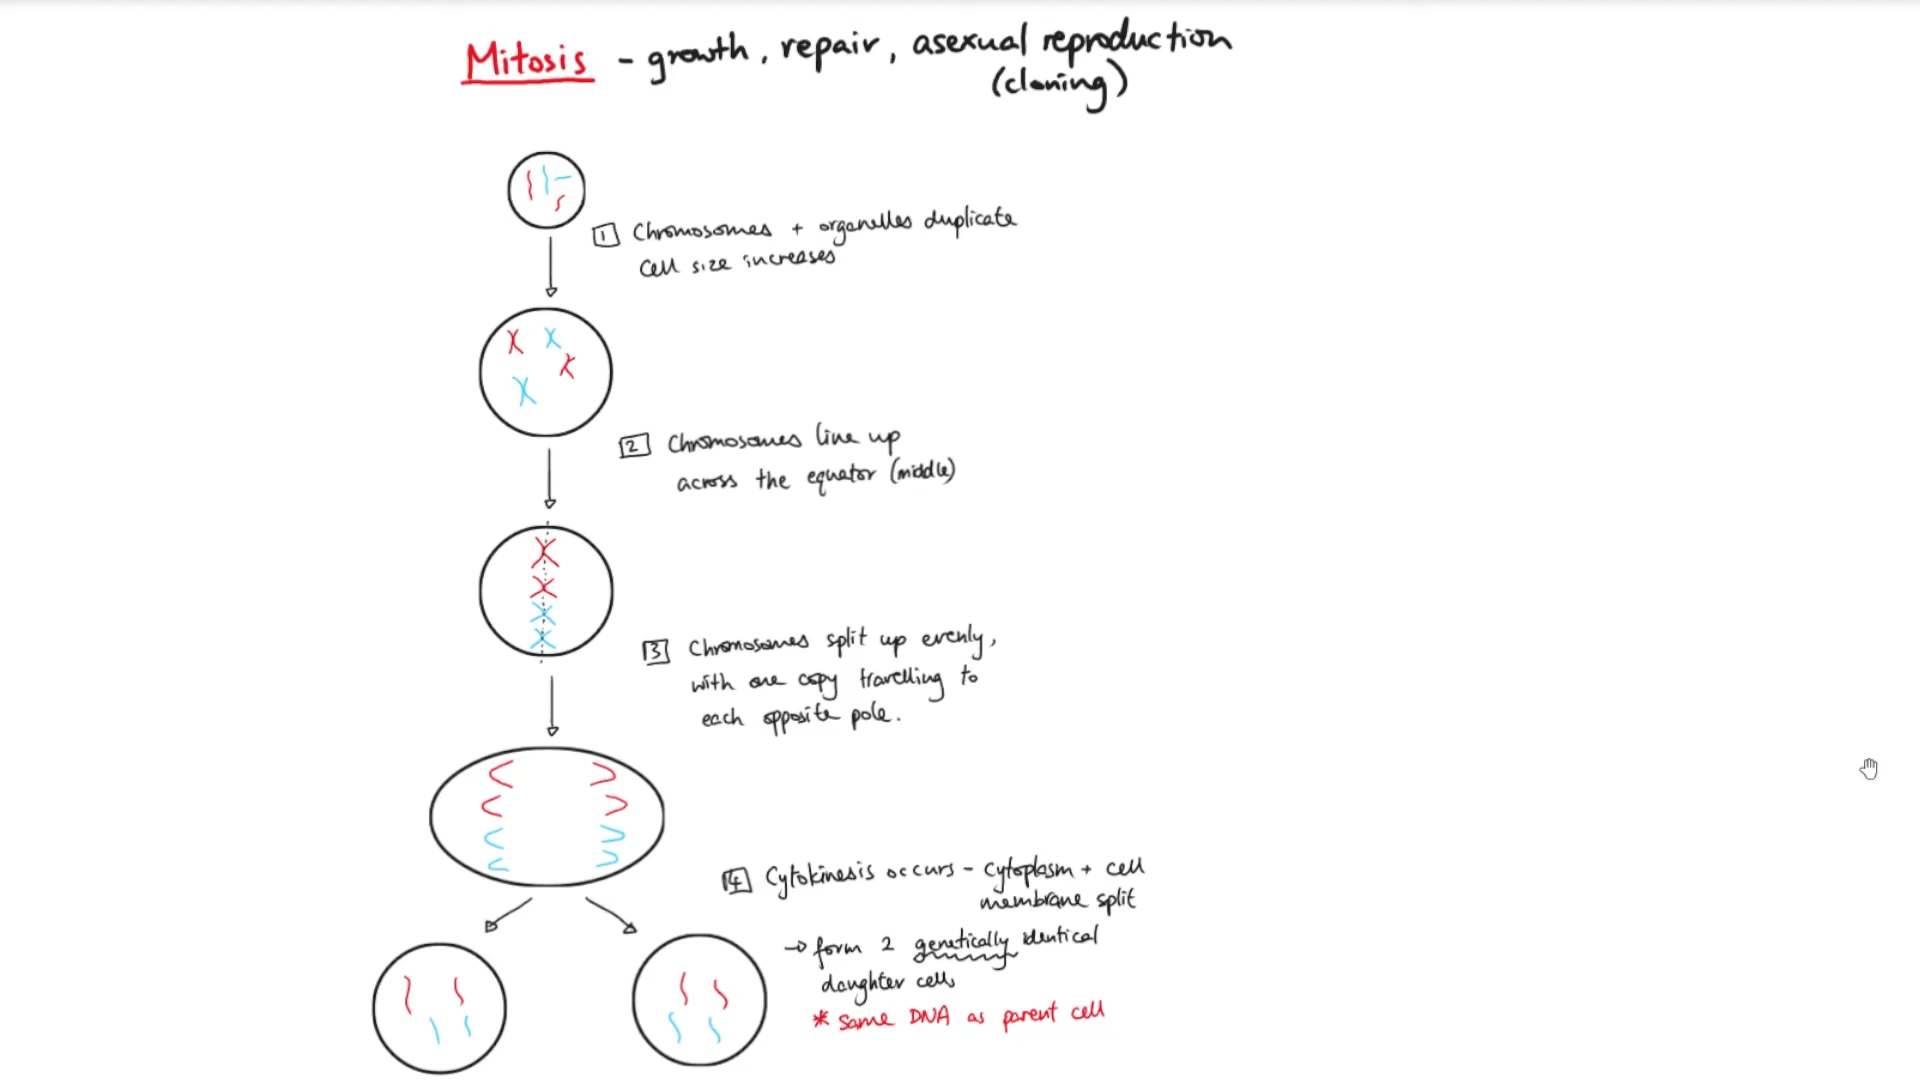 Mitosis - growth, repair, asexual reproduction
(cloning)
1 Chromosomes + organelles duplicate
Cell size increases
2 Chromosomes line up
across the equator (middle)
3 Chromosomes split up evenly,
with one copy travelling to
each opposite pole.
4 Cytokinesis occurs - cytoplasm + cell
membrane split
→ form 2 genetically identical
daughter cells
* same DNA as parent cell